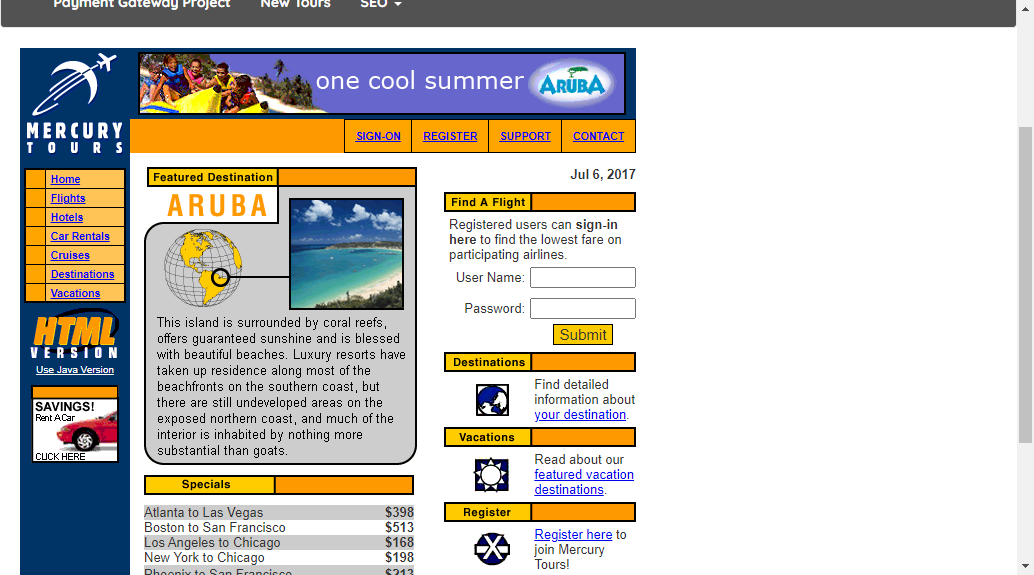 Payment Gateway Project New Tours SEO
one cool summer ARUBA
MERCURY
TOURS
SIGN-ON REGISTER SUPPORT CONTACT
Home
Flights
Hotels
Car Rentals
Cruises
Destinations
Vacations
HTML
VERSION
Use Java Version
SAVINGS!
Rent A Car
CLICK HERE
Featured Destination
ARUBA
This island is surrounded by coral reefs,
offers guaranteed sunshine and is blessed
with beautiful beaches. Luxury resorts have
taken up residence along most of the
beachfronts on the southern coast, but
there are still undeveloped areas on the
exposed northern coast, and much of the
interior is inhabited by nothing more
substantial than goats.
Specials
Atlanta to Las Vegas $398
Boston to San Francisco $513
Los Angeles to Chicago $168
New York to Chicago $198
Phoenix to San Francisco $213
Jul 6, 2017
Find A Flight
Registered users can sign-in
here to find the lowest fare on
participating airlines.
User Name:
Password:
Submit
Destinations
Find detailed
information about
your destination.
Vacations
Read about our
featured vacation
destinations.
Register
Register here to
join Mercury
Tours!